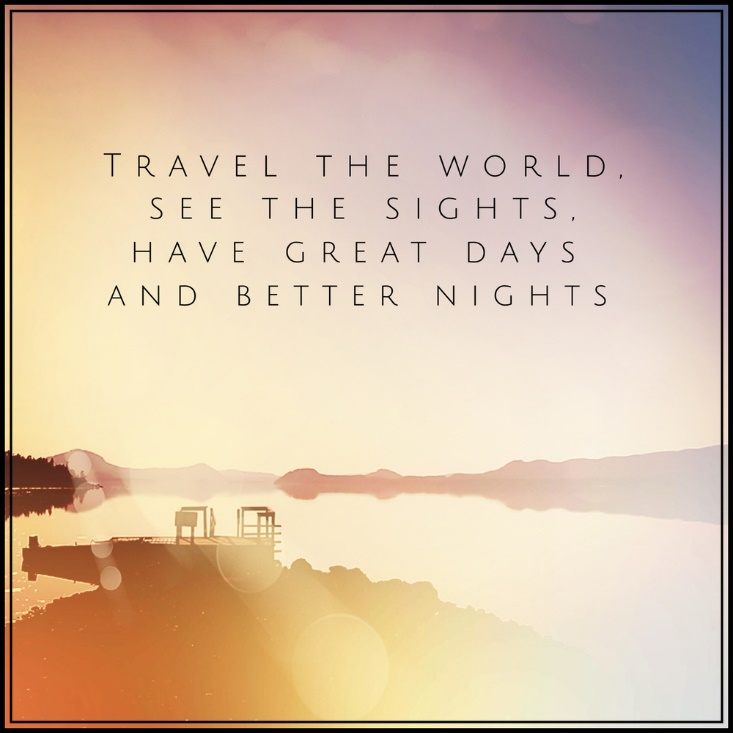 Travel the world,
see the sights,
have great days
and better nights